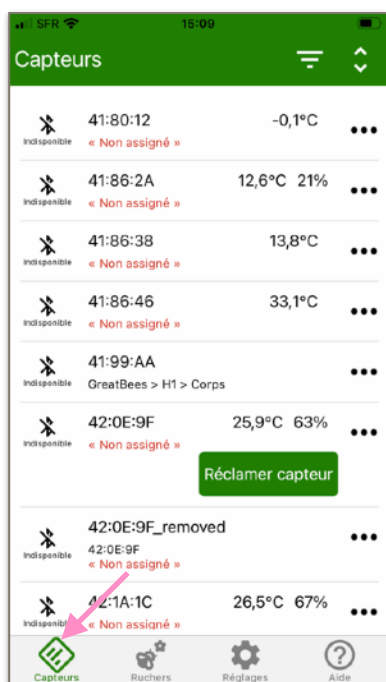 SFR 15:09
Capteurs
41:80:12 -0,1°C
Indisponible « Non assigné »
41:86:2A 12,6°C 21%
Indisponible « Non assigné »
41:86:38 13,8°C
Indisponible « Non assigné »
41:86:46 33,1°C
Indisponible « Non assigné »
41:99:AA
Indisponible GreatBees > H1 > Corps
42:0E:9F 25,9°C 63%
Indisponible « Non assigné »
Réclamer capteur
42:0E:9F_removed
42:0E:9F
Indisponible « Non assigné »
42:1A:1C 26,5°C 67%
Indisponible « Non assigné »
Capteurs Ruchers Réglages Aide